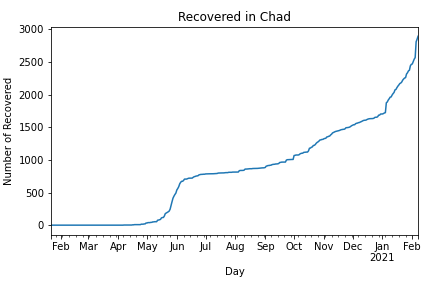 Recovered in Chad
Number of Recovered
3000
2500
2000
1500
1000
500
0
Feb Mar Apr May Jun Jul Aug Sep Oct Nov Dec Jan Feb
2021
Day